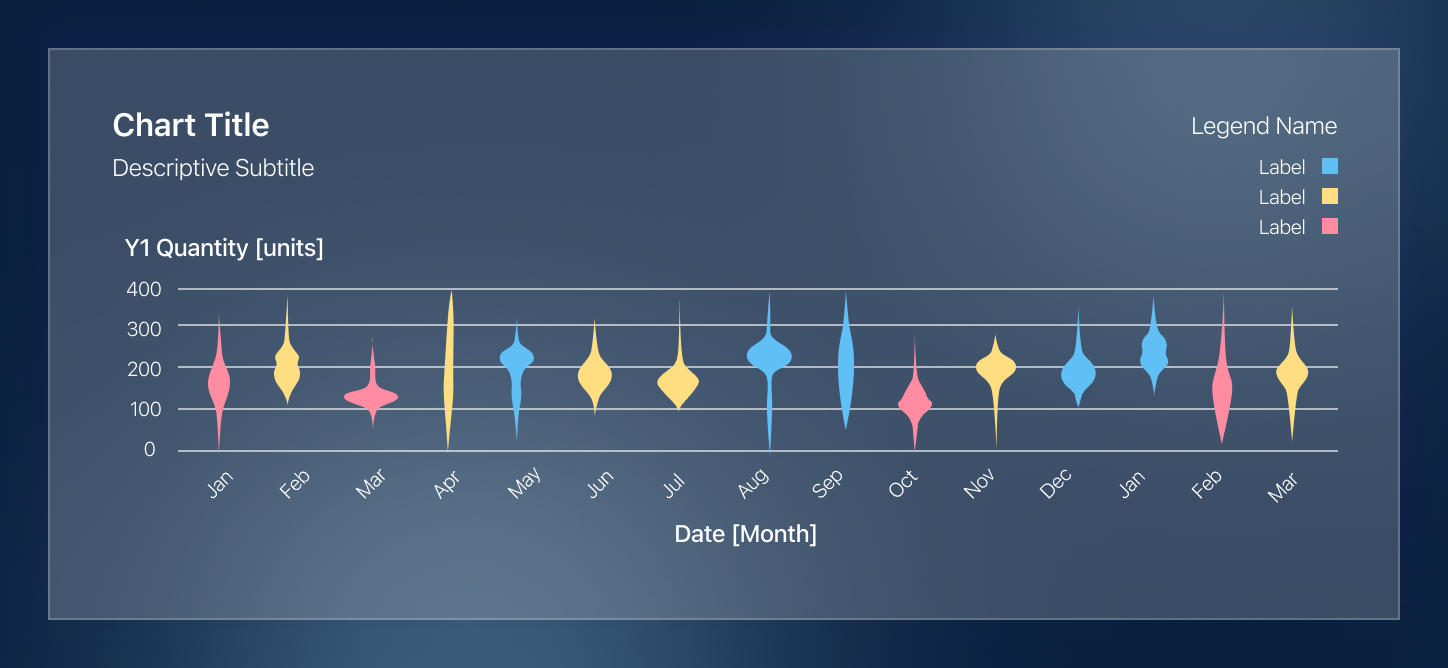 Chart Title
Descriptive Subtitle
Legend Name
Label
Label
Label
Y1 Quantity [units]
400
300
200
100
0
Jan Feb Mar Apr May Jun Jul Aug Sep Oct Nov Dec Jan Feb Mar
Date [Month]